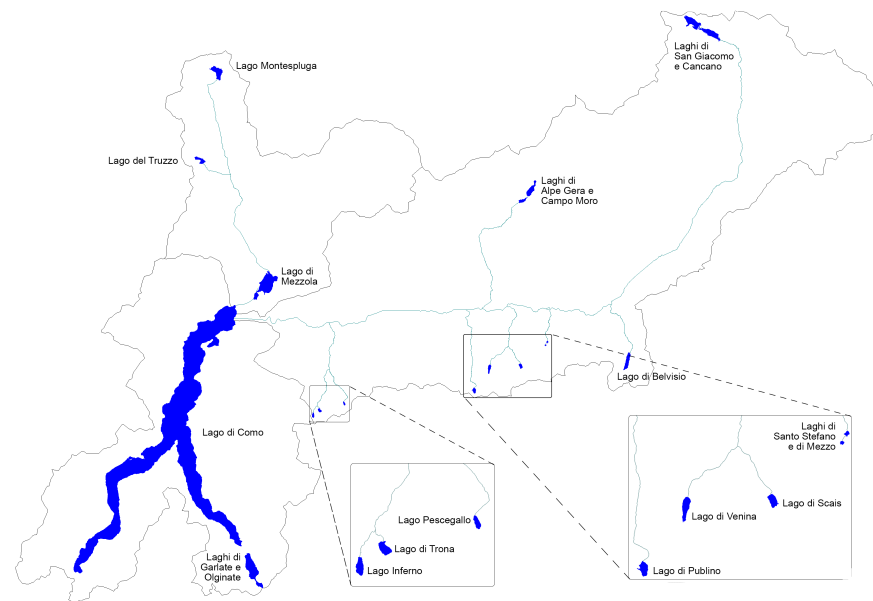 Laghi di
San Giacomo
e Cancano
Lago Montespluga
Lago del Truzzo
Laghi di
Alpe Gera e
Campo Moro
Lago di
Mezzola
Lago di Belvisio
Lago di Como
Laghi di
Santo Stefano
e di Mezzo
Lago di Scais
Lago di Venina
Lago di Publino
Lago Pescegallo
Lago di Trona
Lago Inferno
Laghi di
Garlate e
Olginate